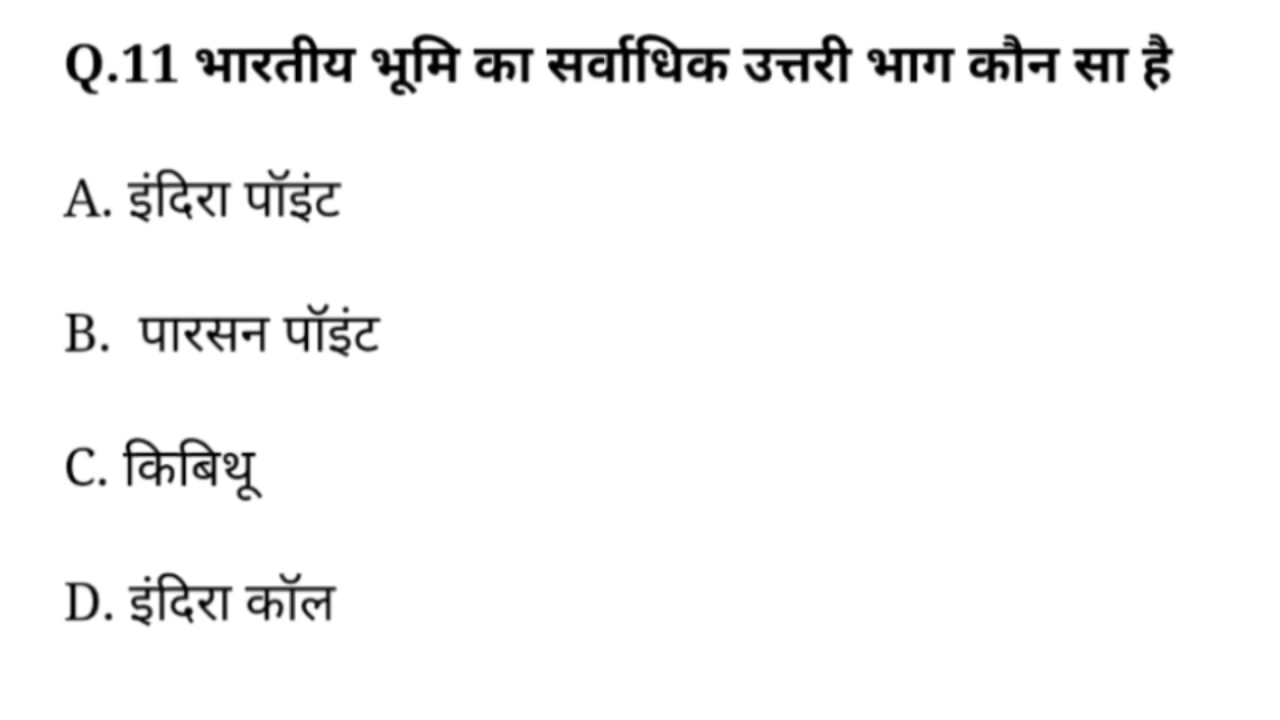 Q.11 भारतीय भूमि का सर्वाधिक उत्तरी भाग कौन सा है
A. इंदिरा पॉइंट
B. पारसन पॉइंट
C. किबिथू
D. इंदिरा कॉल